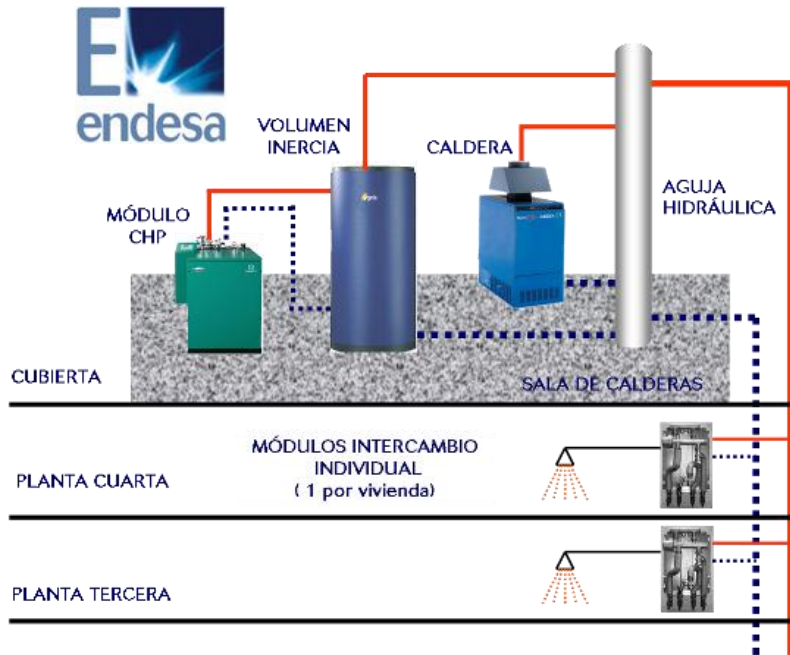 E
endesa
VOLUMEN
INERCIA
CALDERA
MÓDULO
CHP
AGUJA
HIDRÁULICA
CUBIERTA
SALA DE CALDERAS
MÓDULOS INTERCAMBIO
INDIVIDUAL
( 1 por vivienda)
PLANTA CUARTA
PLANTA TERCERA